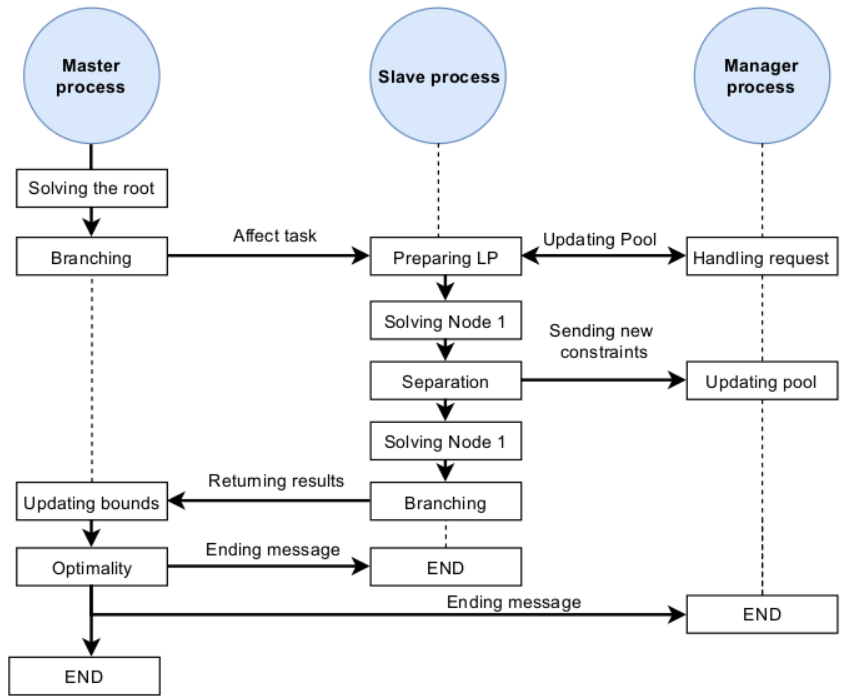 Master
process
Slave process
Manager
process
Solving the root
Affect task
Updating Pool
Branching
Preparing LP
Handling request
Solving Node 1
Sending new
constraints
Separation
Updating pool
Solving Node 1
Returning results
Updating bounds
Branching
Ending message
Optimality
END
Ending message
END
END